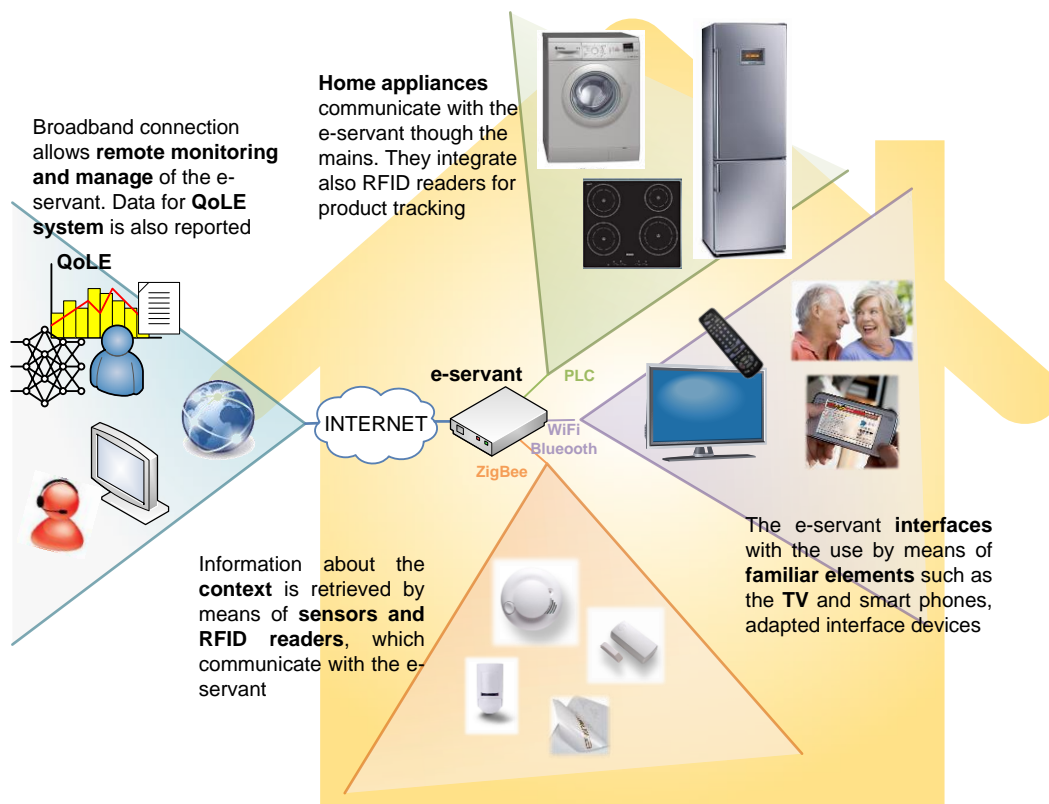 Home appliances
communicate with the
e-servant though the
mains. They integrate
also RFID readers for
product tracking
Broadband connection
allows remote monitoring
and manage of the e-
servant. Data for QoLE
system is also reported
QoLE
e-servant
PLC
INTERNET
WiFi
Blueooth
ZigBee
The e-servant interfaces
with the use by means of
familiar elements such as
the TV and smart phones,
adapted interface devices
Information about the
context is retrieved by
means of sensors and
RFID readers, which
communicate with the e-
servant